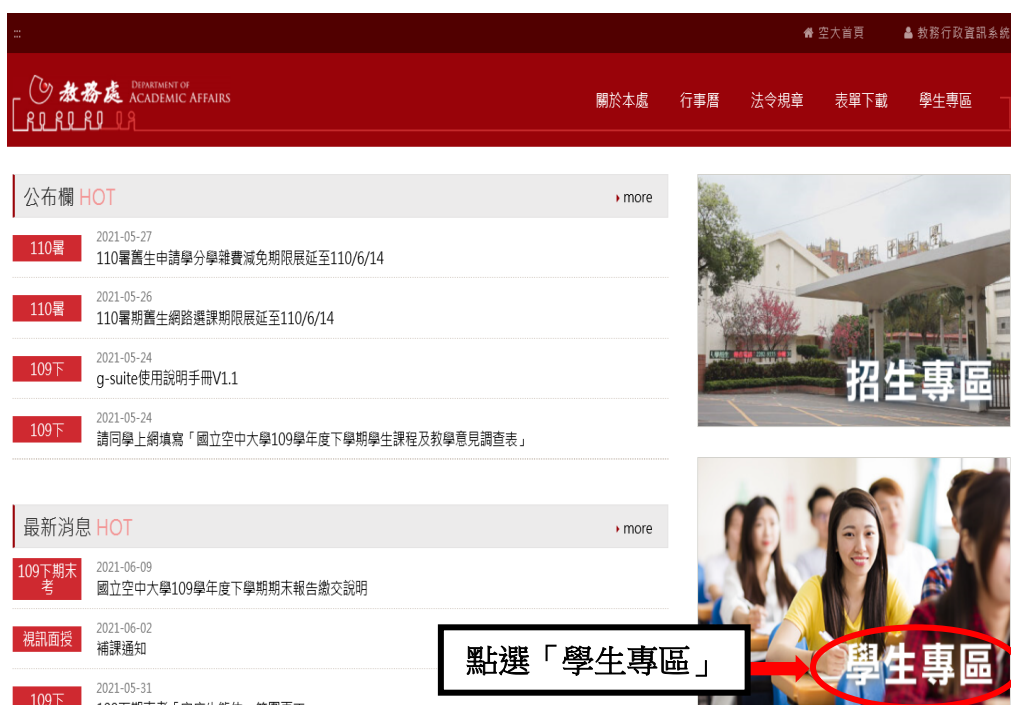 空大首頁 教務行政資訊系統
教務處 DEPARTMENT OF ACADEMIC AFFAIRS
關於本處 行事曆 法令規章 表單下載 學生專區
公布欄 HOT more
110暑 2021-05-27
110暑舊生申請學分學雜費減免期限展延至110/6/14
110暑 2021-05-26
110暑期舊生網路選課期限展延至110/6/14
109下 2021-05-24
g-suite使用說明手冊V1.1
109下 2021-05-24
請同學上網填寫「國立空中大學109學年度下學期學生課程及教學意見調查表」
招生專區
最新消息 HOT more
109下期末考 2021-06-09
國立空中大學109學年度下學期期末報告繳交說明
視訊面授 2021-06-02
補課通知
點選「學生專區」
學生專區
109下 2021-05-31